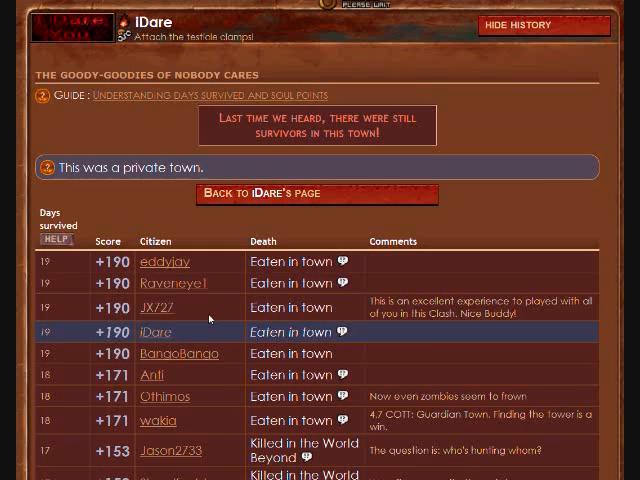 PLEASE WAIT
iDare
Attach the testicle clamps!
HIDE HISTORY
THE GOODY-GOODIES OF NOBODY CARES
GUIDE : UNDERSTANDING DAYS SURVIVED AND SOUL POINTS
LAST TIME WE HEARD, THERE WERE STILL
SURVIVORS IN THIS TOWN!
This was a private town.
BACK TO iDARE'S PAGE
Days
survived
HELP Score Citizen Death Comments
19 +190 eddyjay Eaten in town
19 +190 Raveneye1 Eaten in town
19 +190 JX727 Eaten in town This is an excellent experience to played with all
of you in this Clash. Nice Buddy!
19 +190 iDare Eaten in town
19 +190 BangoBango Eaten in town
18 +171 Anti Eaten in town
18 +171 Othimos Eaten in town Now even zombies seem to frown
18 +171 wakia Eaten in town 4.7 COTT: Guardian Town. Finding the tower is a
win.
17 +153 Jason2733 Killed in the World
Beyond The question is: who's hunting whom?
Killed in the World